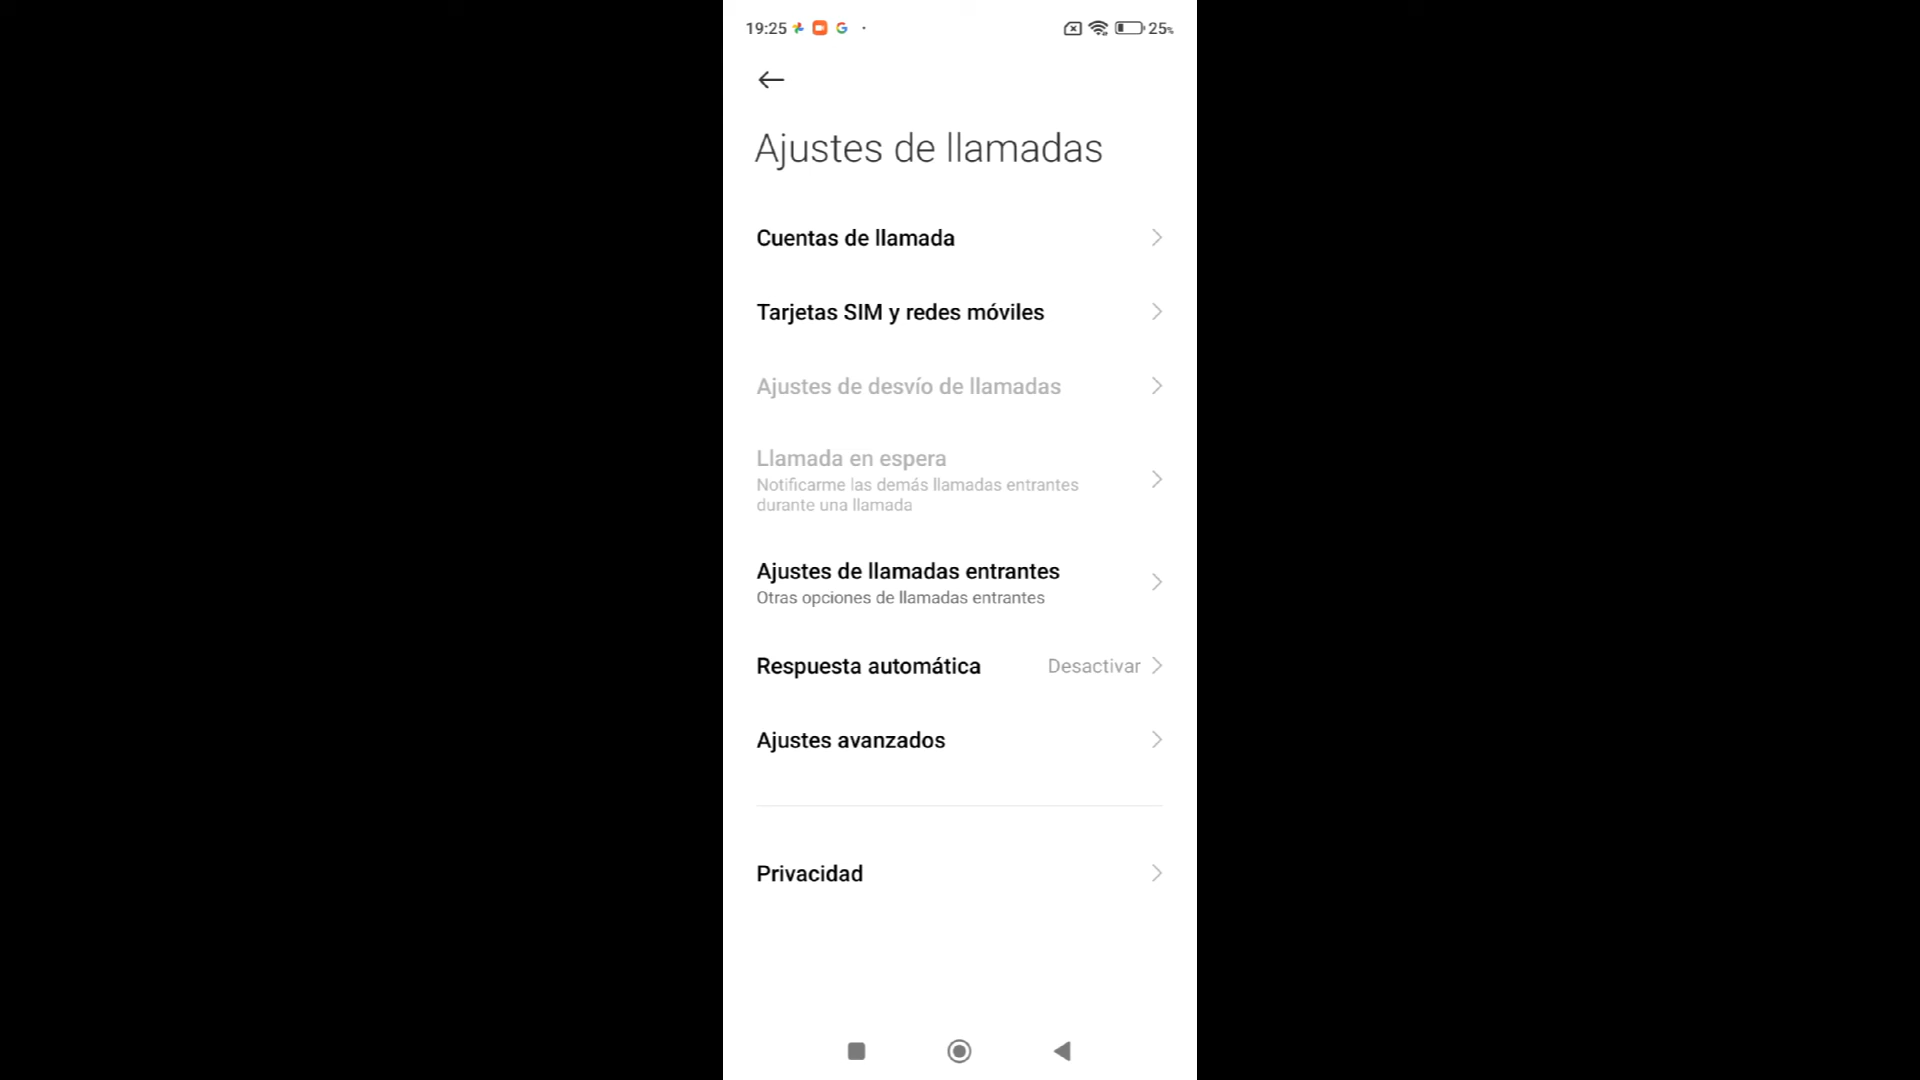 19:25 25%
Ajustes de llamadas
Cuentas de llamada
Tarjetas SIM y redes móviles
Ajustes de desvío de llamadas
Llamada en espera
Notificarme las demás llamadas entrantes
durante una llamada
Ajustes de llamadas entrantes
Otras opciones de llamadas entrantes
Respuesta automática Desactivar
Ajustes avanzados
Privacidad